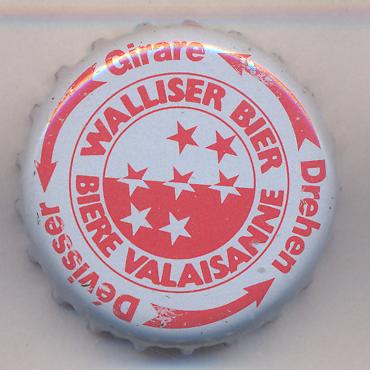 Girare
Drehen
Dévisser
WALLISER BIER
BIERE VALAISANNE